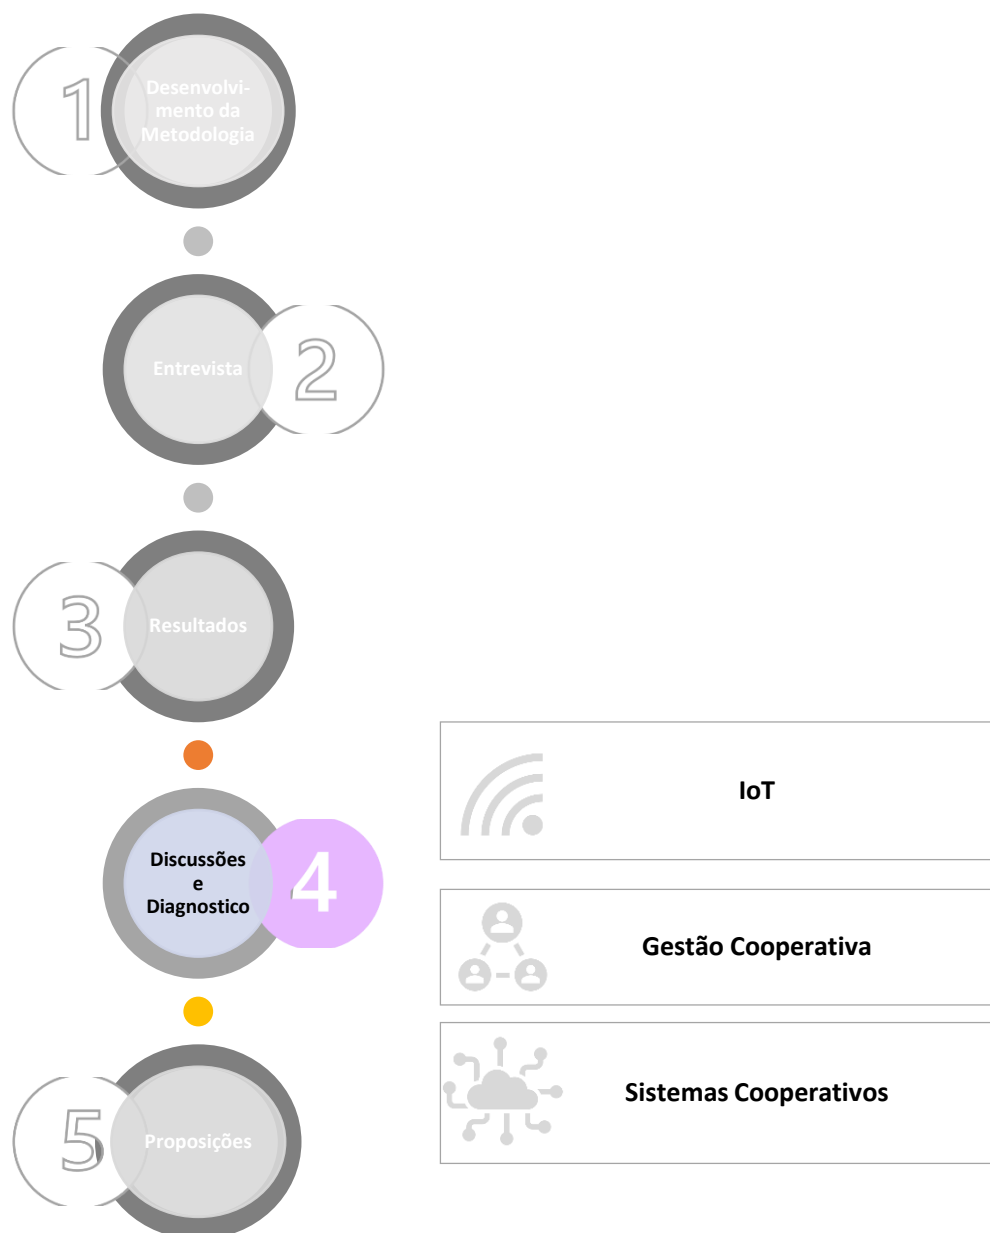 1
Desenvolvi-
mento da
Metodologia
Entrevista
2
3
Resultados
Discussões
e
Diagnostico
4
IoT
Gestão Cooperativa
Sistemas Cooperativos
5
Proposições